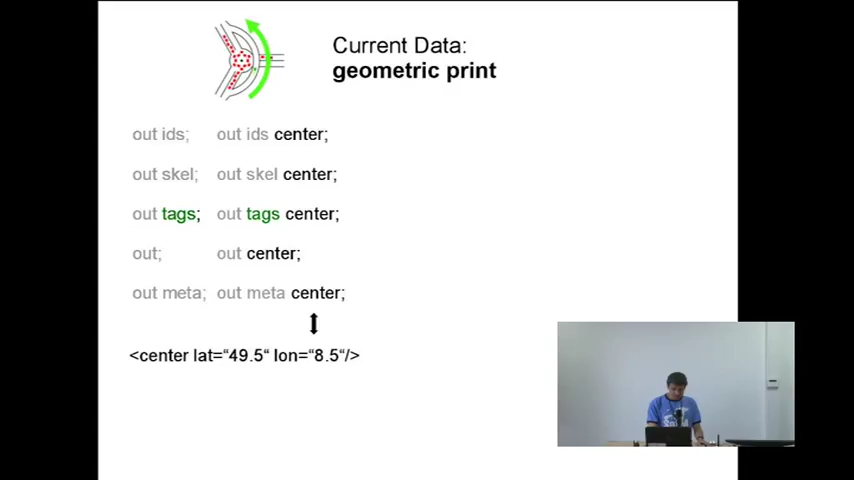 Current Data:
geometric print
out ids; out ids center;
out skel; out skel center;
out tags; out tags center;
out; out center;
out meta; out meta center;
<center lat=“49.5“ lon=“8.5“/>